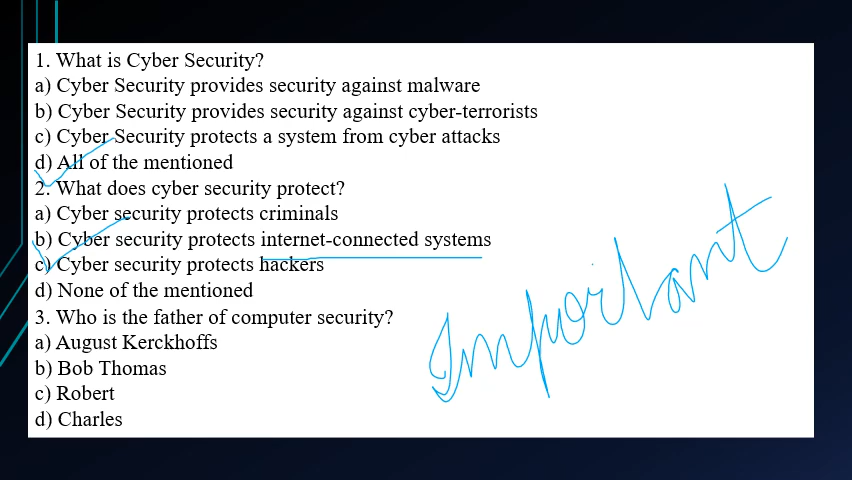 1. What is Cyber Security?
a) Cyber Security provides security against malware
b) Cyber Security provides security against cyber-terrorists
c) Cyber Security protects a system from cyber attacks
d) All of the mentioned
2. What does cyber security protect?
a) Cyber security protects criminals
b) Cyber security protects internet-connected systems
c) Cyber security protects hackers
d) None of the mentioned
3. Who is the father of computer security?
a) August Kerckhoffs
b) Bob Thomas
c) Robert
d) Charles
Important